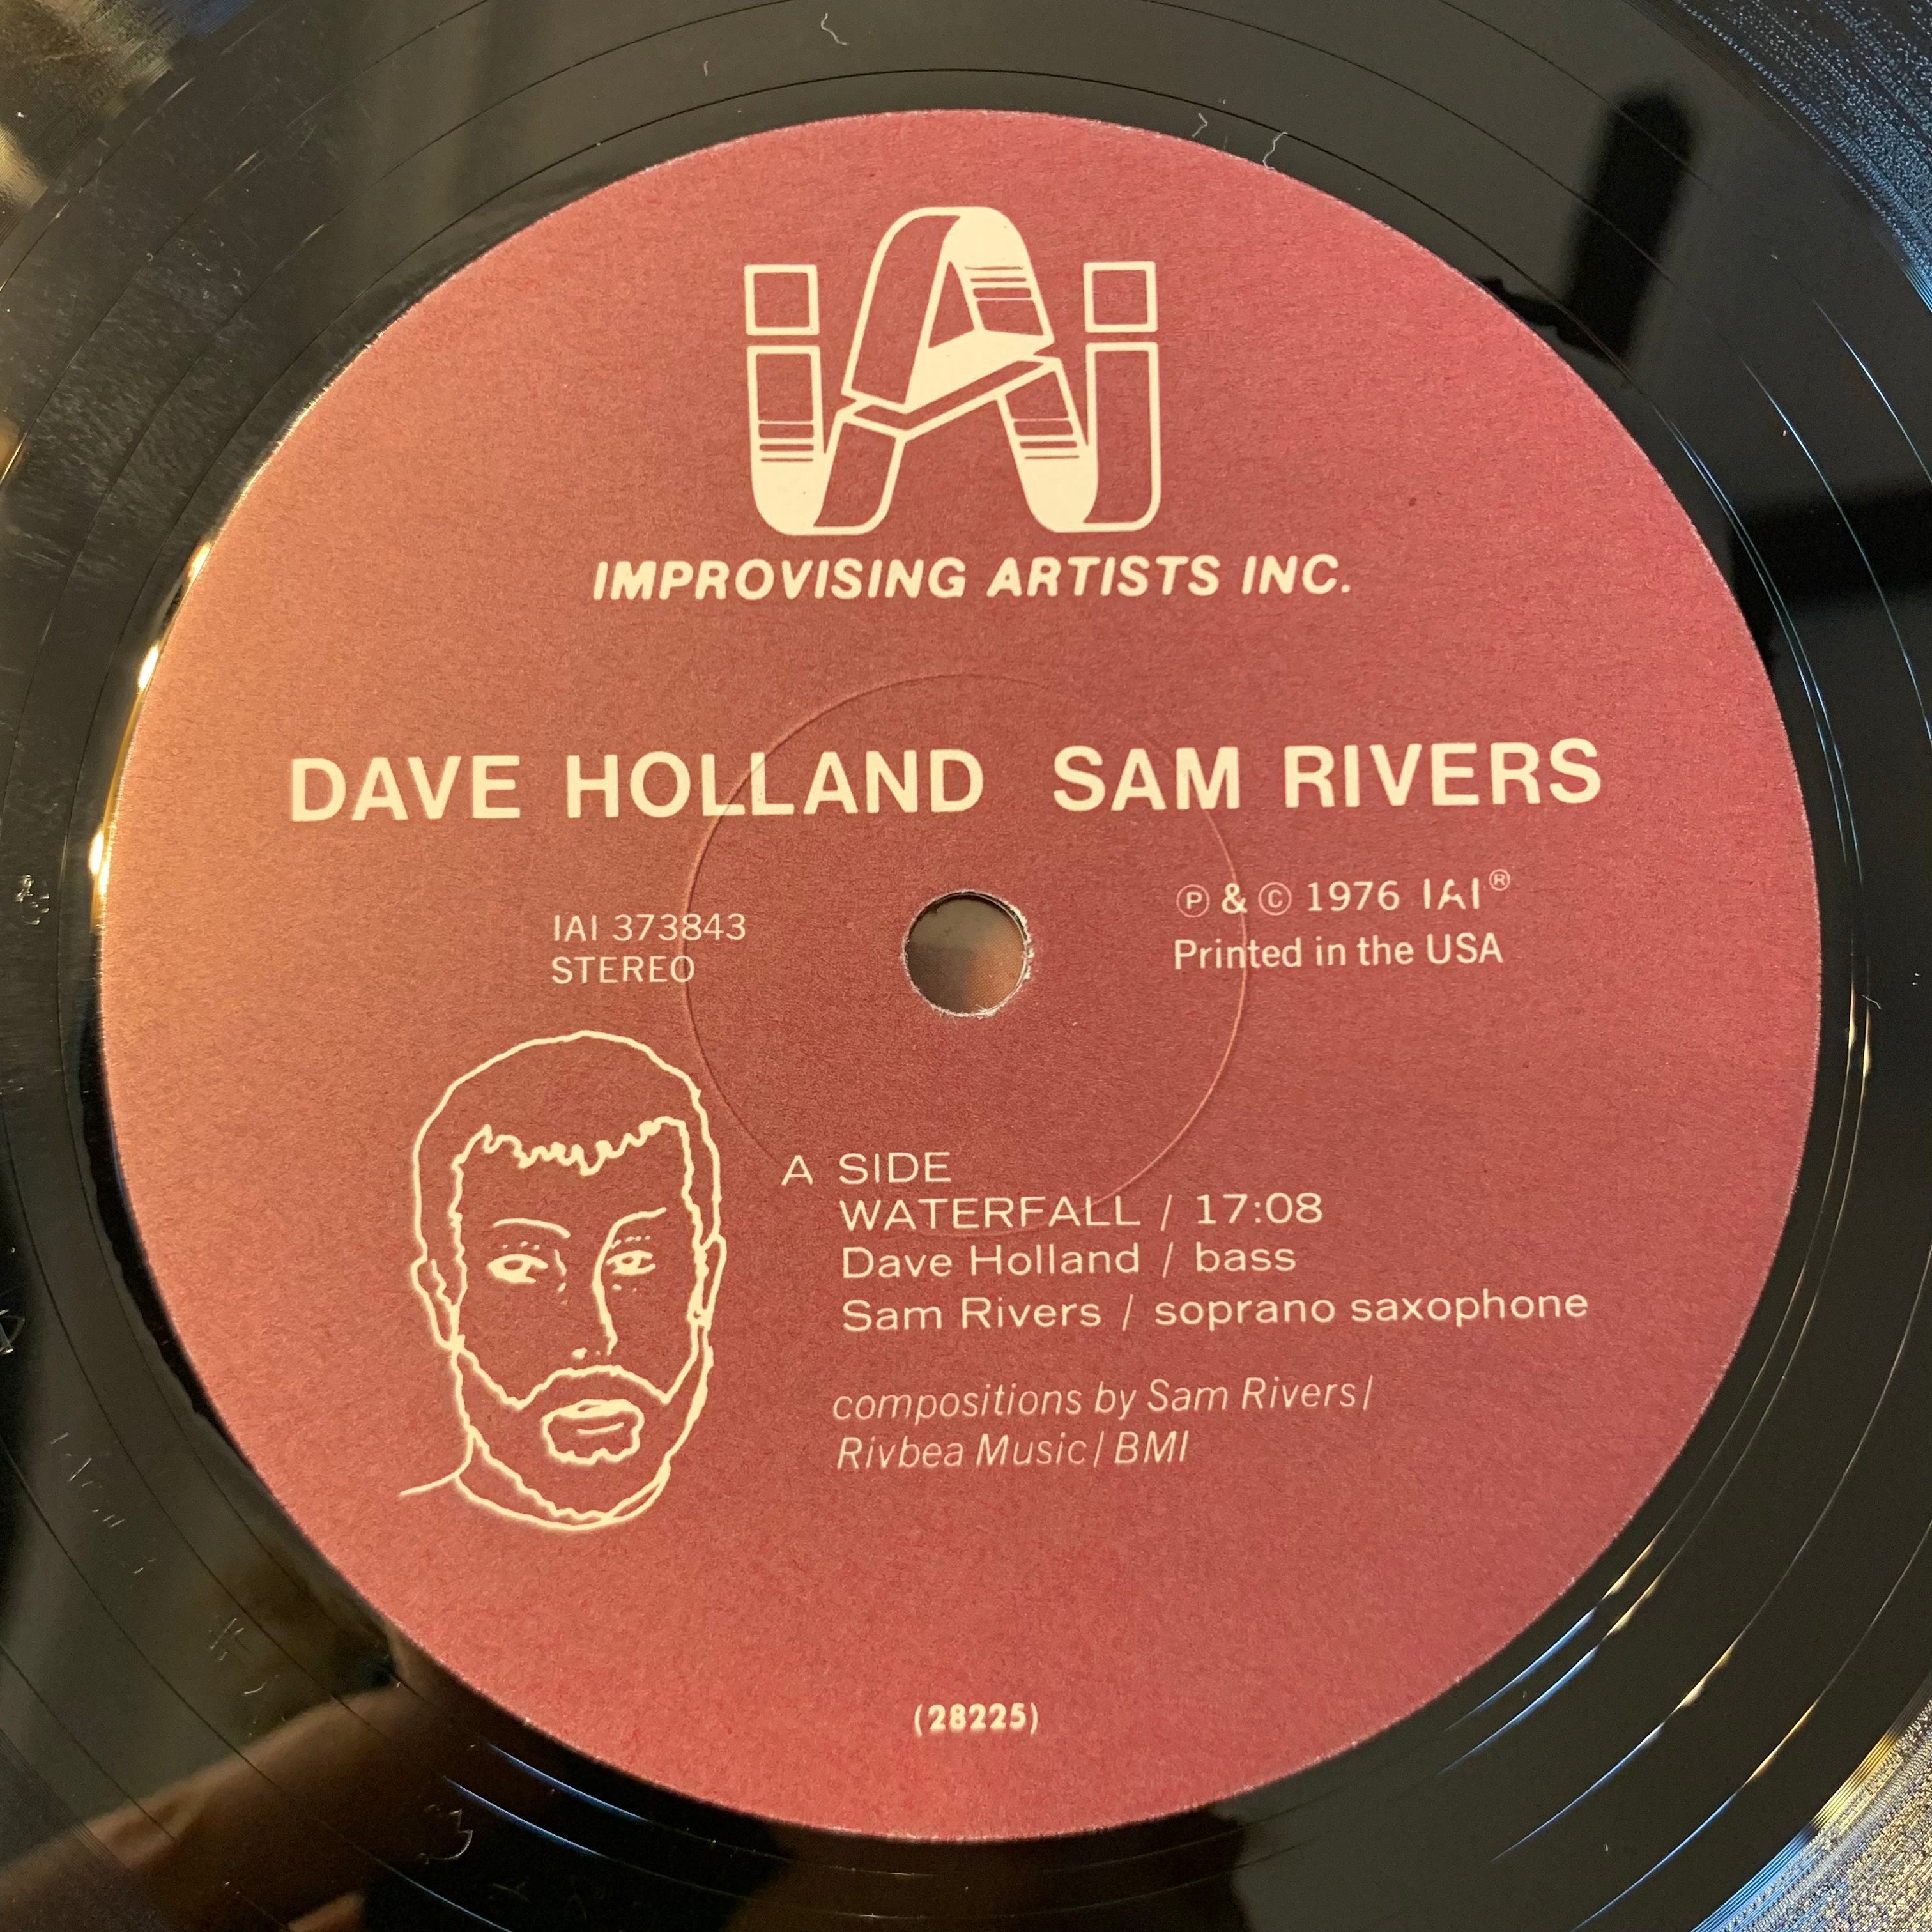 iAi
IMPROVISING ARTISTS INC.
DAVE HOLLAND SAM RIVERS
IAI 373843
STEREO
Ⓟ & © 1976 IAI®
Printed in the USA
A SIDE
WATERFALL / 17:08
Dave Holland / bass
Sam Rivers / soprano saxophone
compositions by Sam Rivers/
Rivbea Music/BMI
(28225)